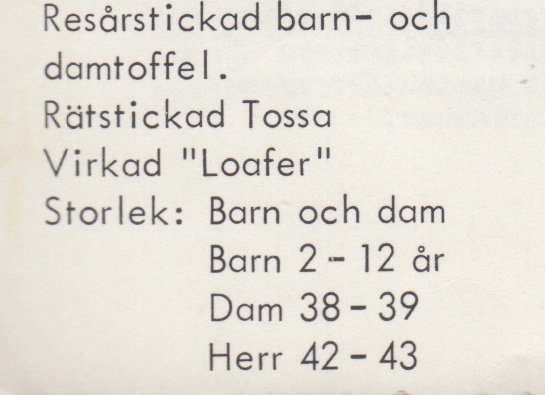 Resårstickad barn- och
damtoffel.
Rätstickad Tossa
Virkad "Loafer"
Storlek: Barn och dam
Barn 2 - 12 år
Dam 38 - 39
Herr 42 - 43